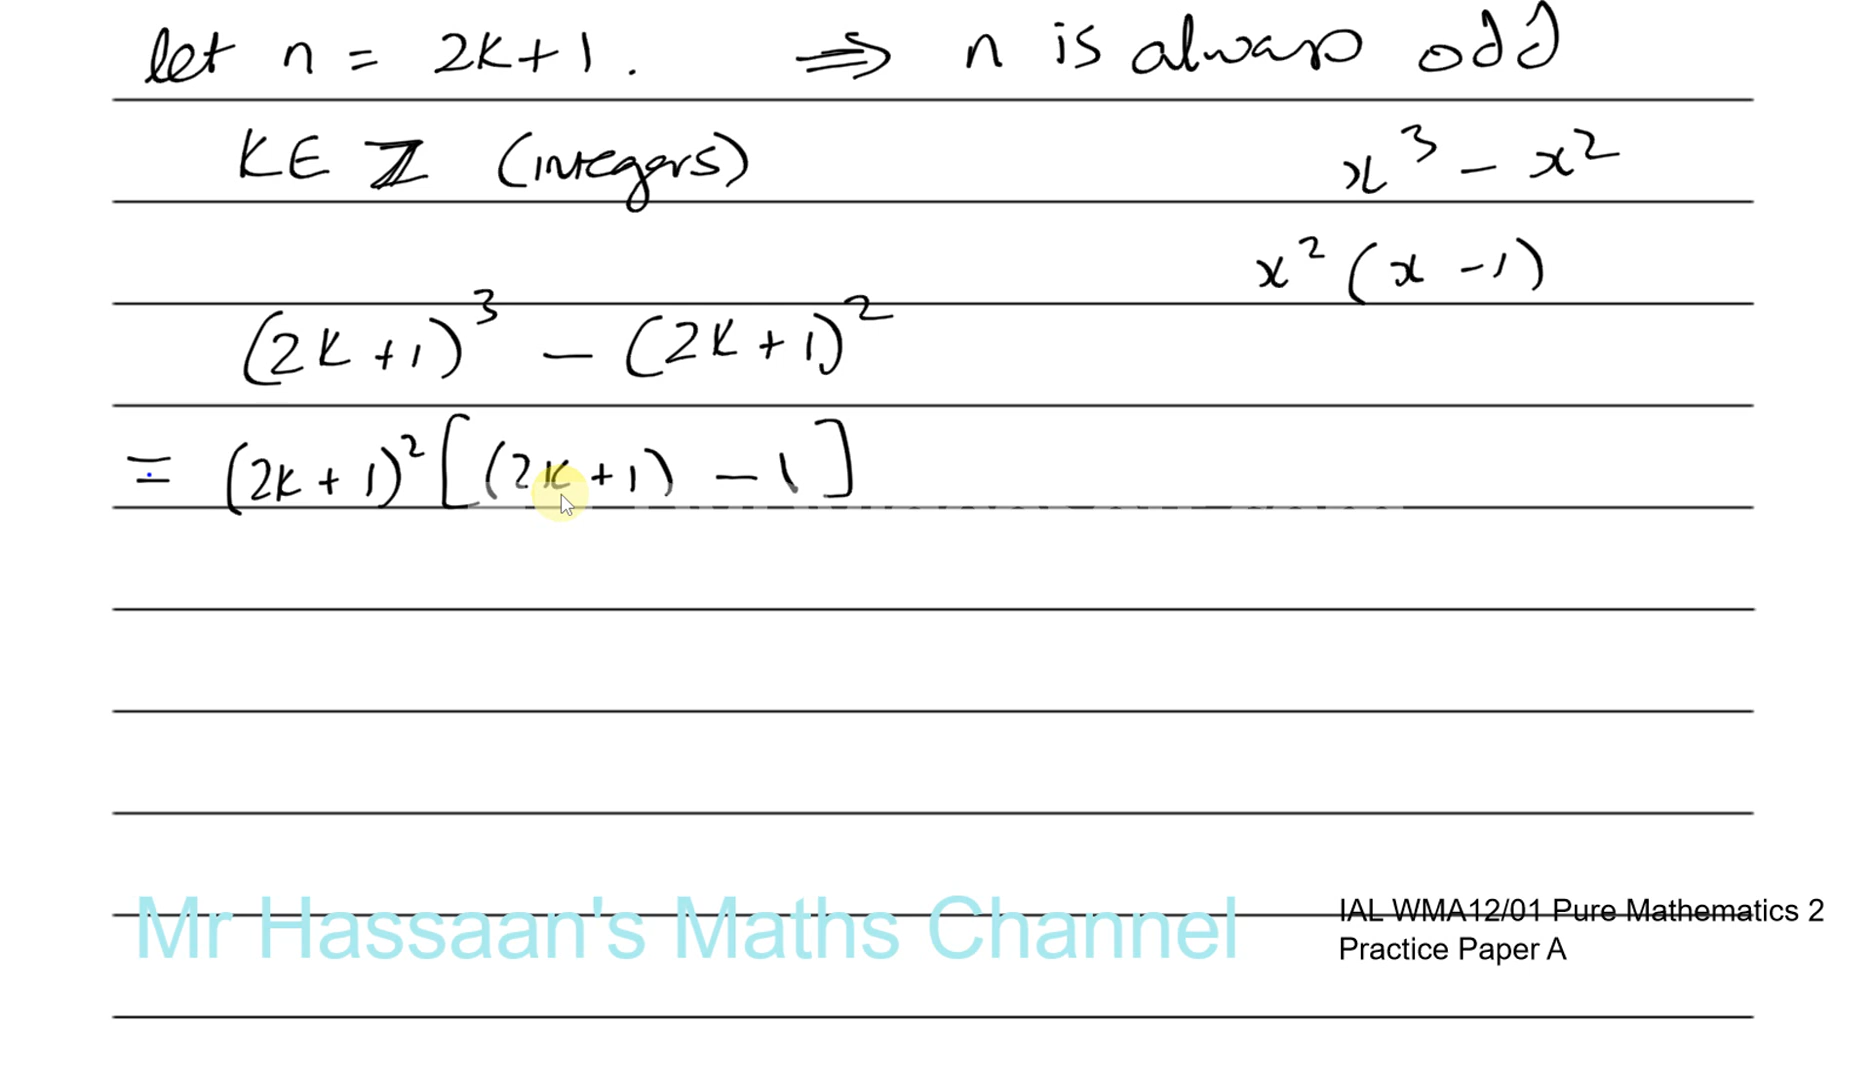 let n = 2k+1. ⇒ n is always odd
K∈ ℤ (integers)
x³ - x²
x² (x - 1)
(2k+1)³ - (2k+1)²
= (2k+1)² [(2k+1) - 1]
Mr Hassaan's Maths Channel
IAL WMA12/01 Pure Mathematics 2
Practice Paper A